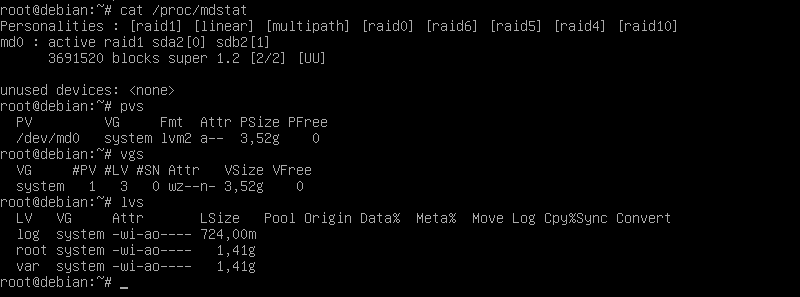 root@debian:~# cat /proc/mdstat
Personalities : [raid1] [linear] [multipath] [raid0] [raid6] [raid5] [raid4] [raid10]
md0 : active raid1 sda2[0] sdb2[1]
      3691520 blocks super 1.2 [2/2] [UU]

unused devices: <none>
root@debian:~# pvs
  PV         VG     Fmt  Attr PSize PFree
  /dev/md0   system lvm2 a--  3,52g    0
root@debian:~# vgs
  VG     #PV #LV #SN Attr   VSize VFree
  system   1   3   0 wz--n- 3,52g    0
root@debian:~# lvs
  LV   VG     Attr       LSize   Pool Origin Data%  Meta%  Move Log Cpy%Sync Convert
  log  system -wi-ao---- 724,00m
  root system -wi-ao----   1,41g
  var  system -wi-ao----   1,41g
root@debian:~# _